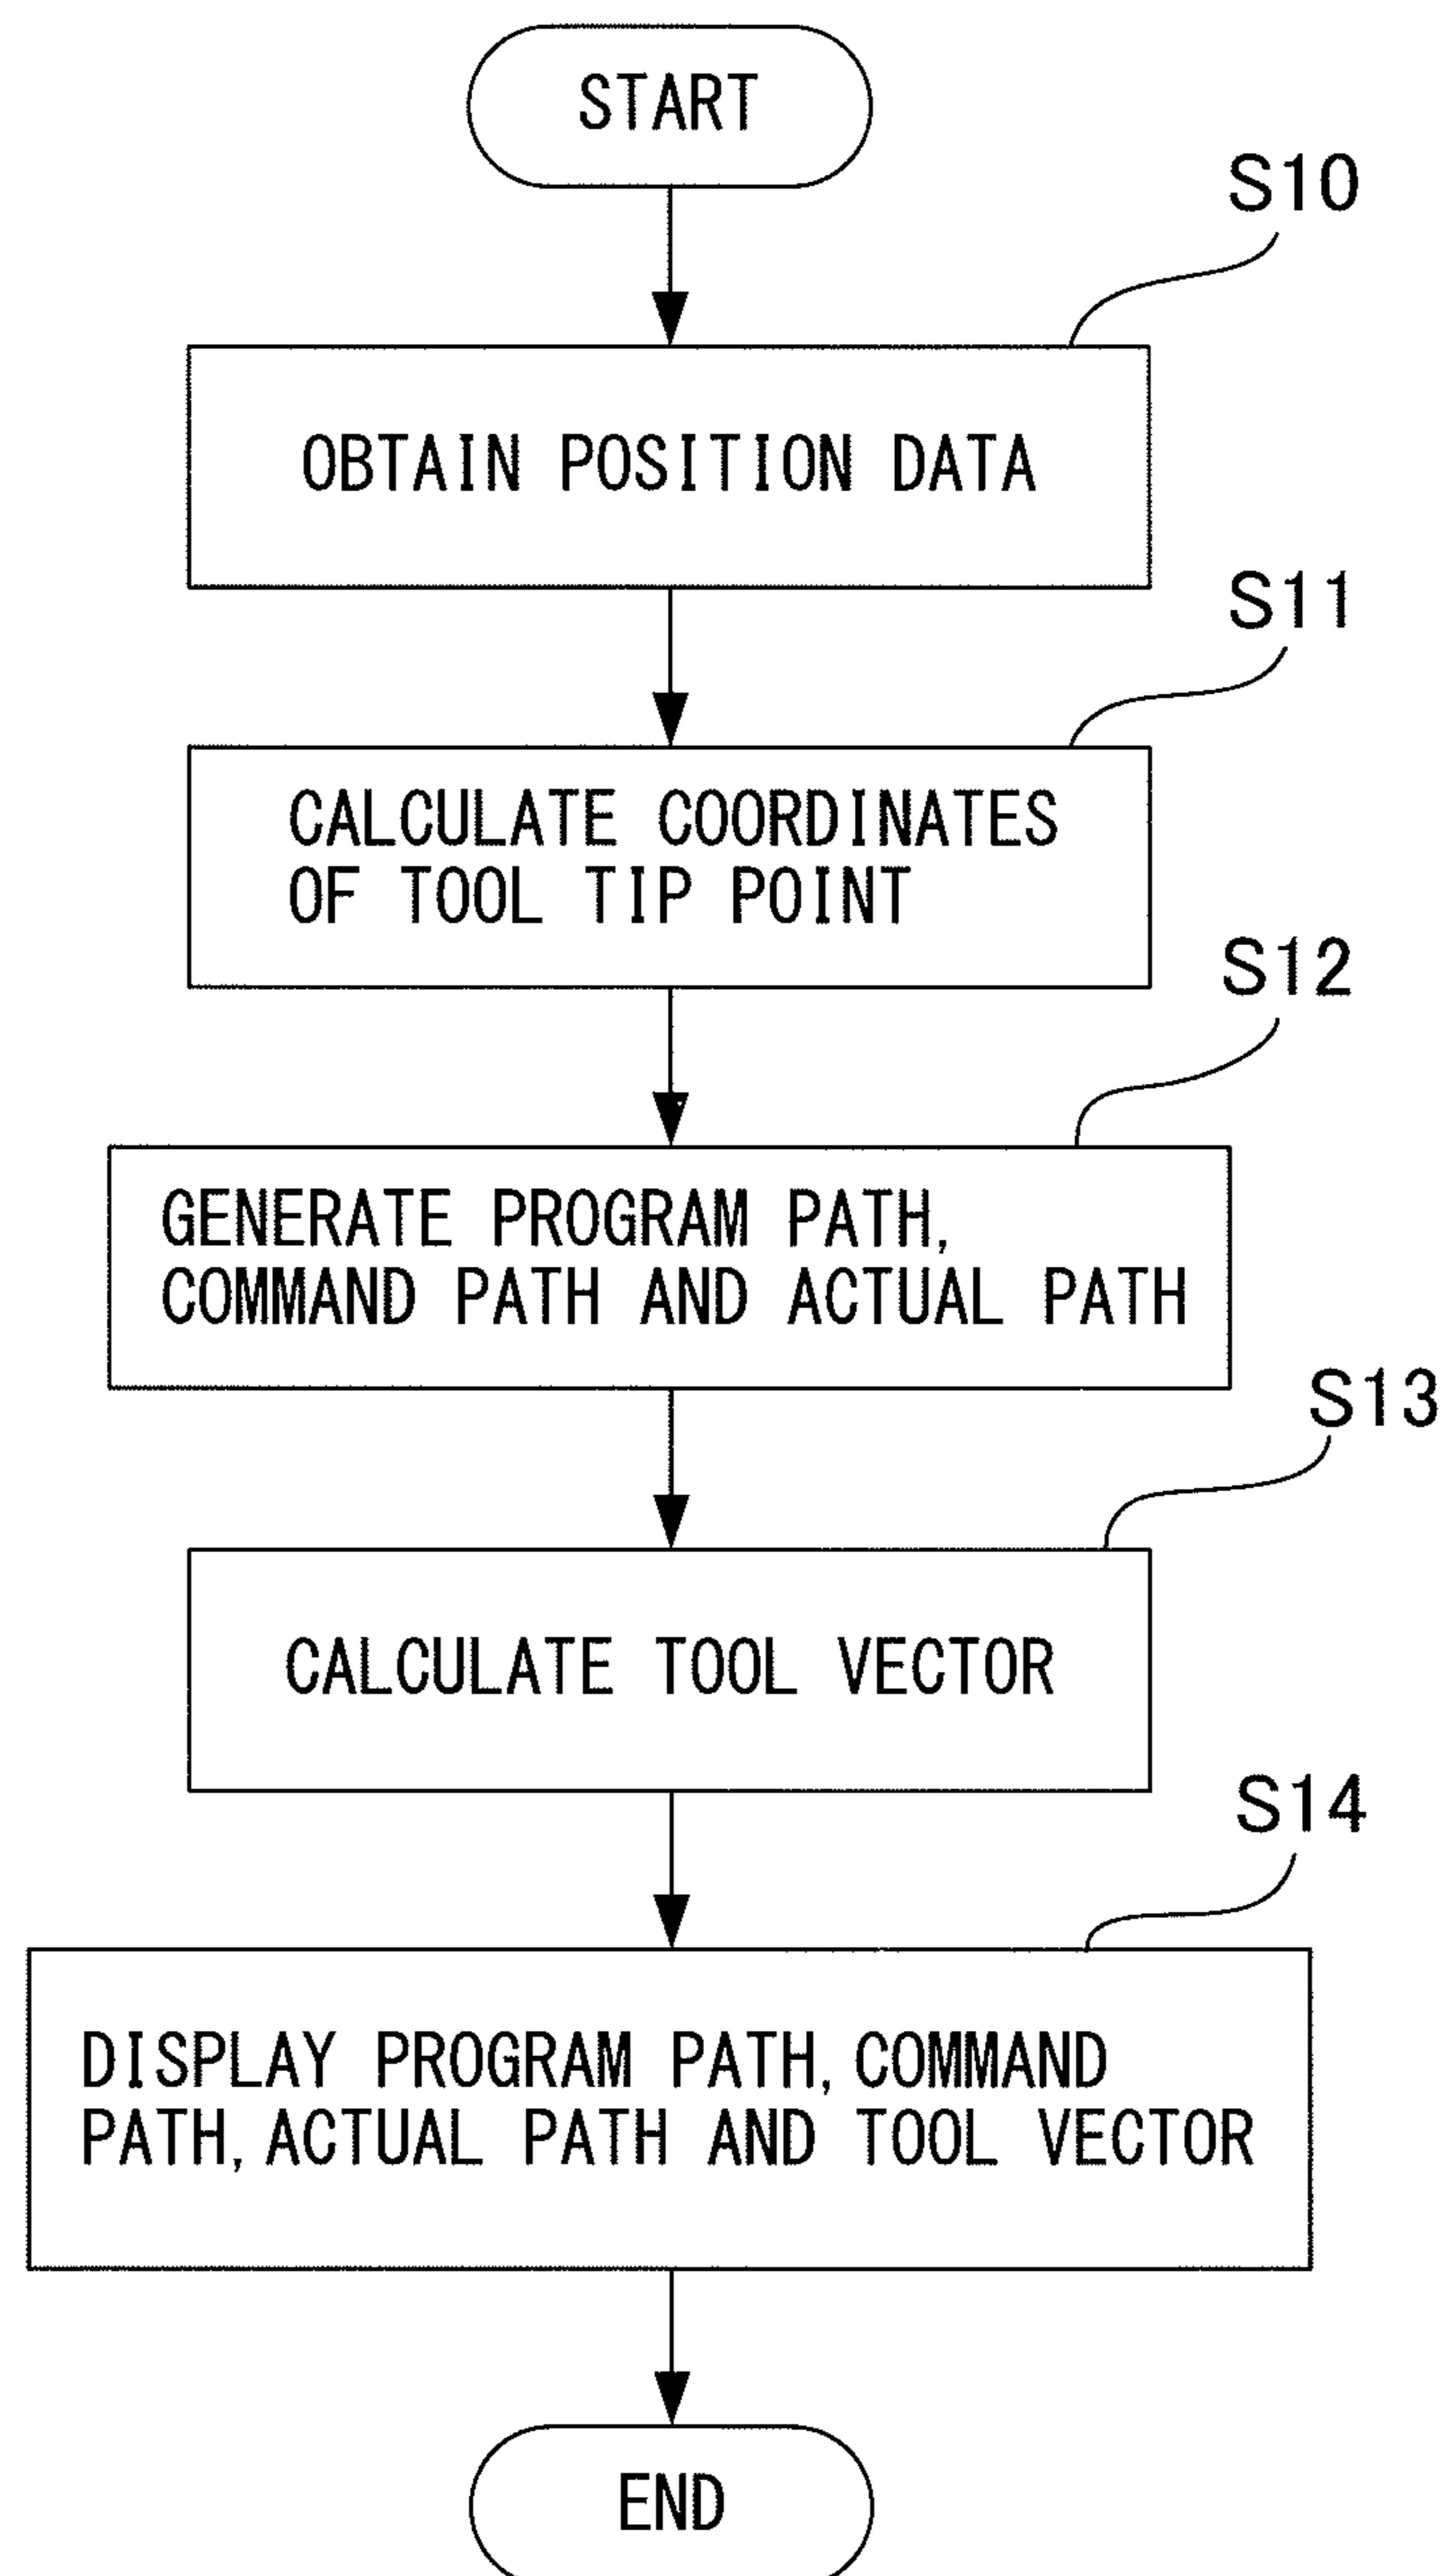 START
S10
OBTAIN POSITION DATA
S11
CALCULATE COORDINATES
OF TOOL TIP POINT
S12
GENERATE PROGRAM PATH,
COMMAND PATH AND ACTUAL PATH
S13
CALCULATE TOOL VECTOR
S14
DISPLAY PROGRAM PATH, COMMAND
PATH, ACTUAL PATH AND TOOL VECTOR
END